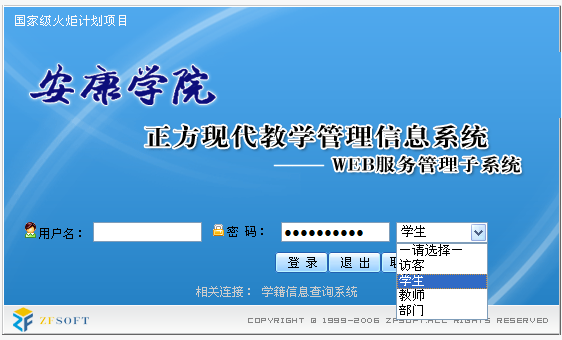 国家级火炬计划项目
安康学院
正方现代教学管理信息系统
——WEB服务管理子系统
用户名： 密 码： ●●●●●●●●●● 学生
一请选择一
访客
学生
教师
部门
登 录 退 出
相关连接： 学籍信息查询系统
ZFSOFT COPYRIGHT @ 1999-2006 ZFSOFT.ALL RIGHTS RESERVED